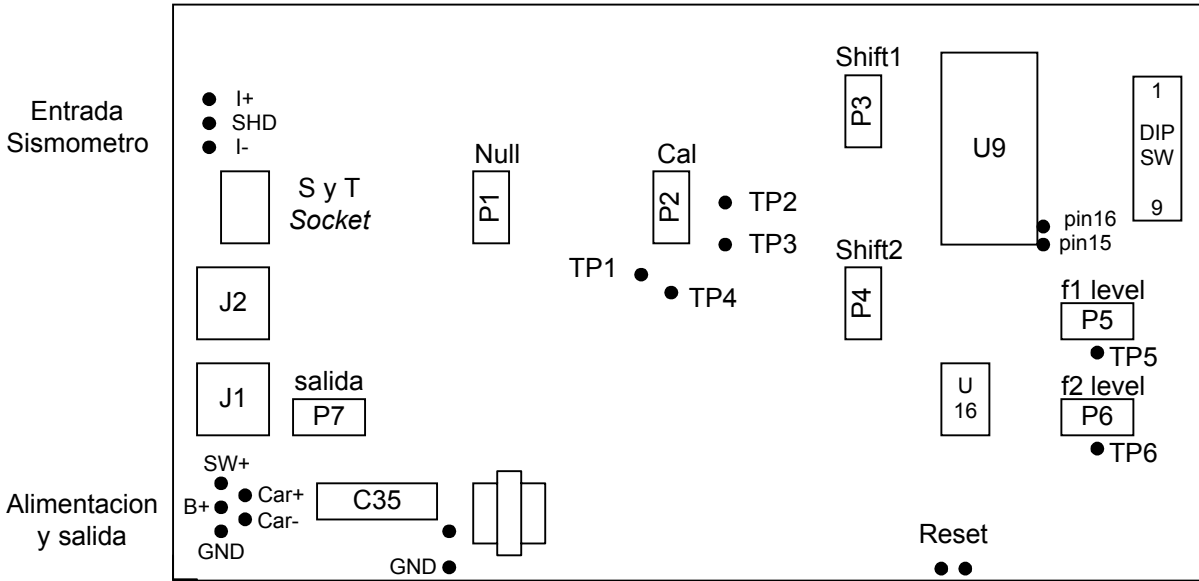 Entrada
Sismometro
I+
SHD
I-
S y T
Socket
J2
J1
salida
P7
SW+
B+
Car+
Car-
GND
C35
GND
Alimentacion
y salida
Null
P1
Cal
P2
TP2
TP3
TP1
TP4
Shift1
P3
Shift2
P4
U9
pin16
pin15
1
DIP
SW
9
f1 level
P5
TP5
f2 level
P6
TP6
U
16
Reset